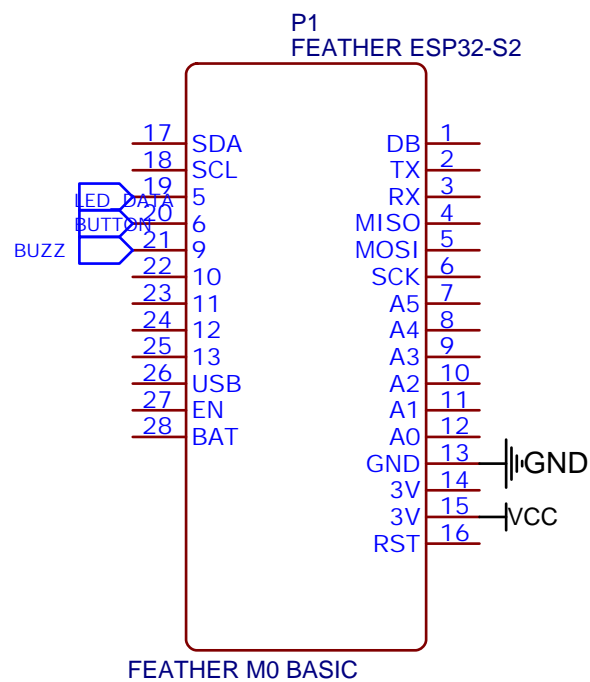 P1
FEATHER ESP32-S2
17 SDA DB 1
18 SCL TX 2
LED_DATA 19 5 RX 3
BUTTON 20 6 MISO 4
BUZZ 21 9 MOSI 5
22 10 SCK 6
23 11 A5 7
24 12 A4 8
25 13 A3 9
26 USB A2 10
27 EN A1 11
28 BAT A0 12
GND 13 GND
3V 14
3V 15 VCC
RST 16
FEATHER M0 BASIC